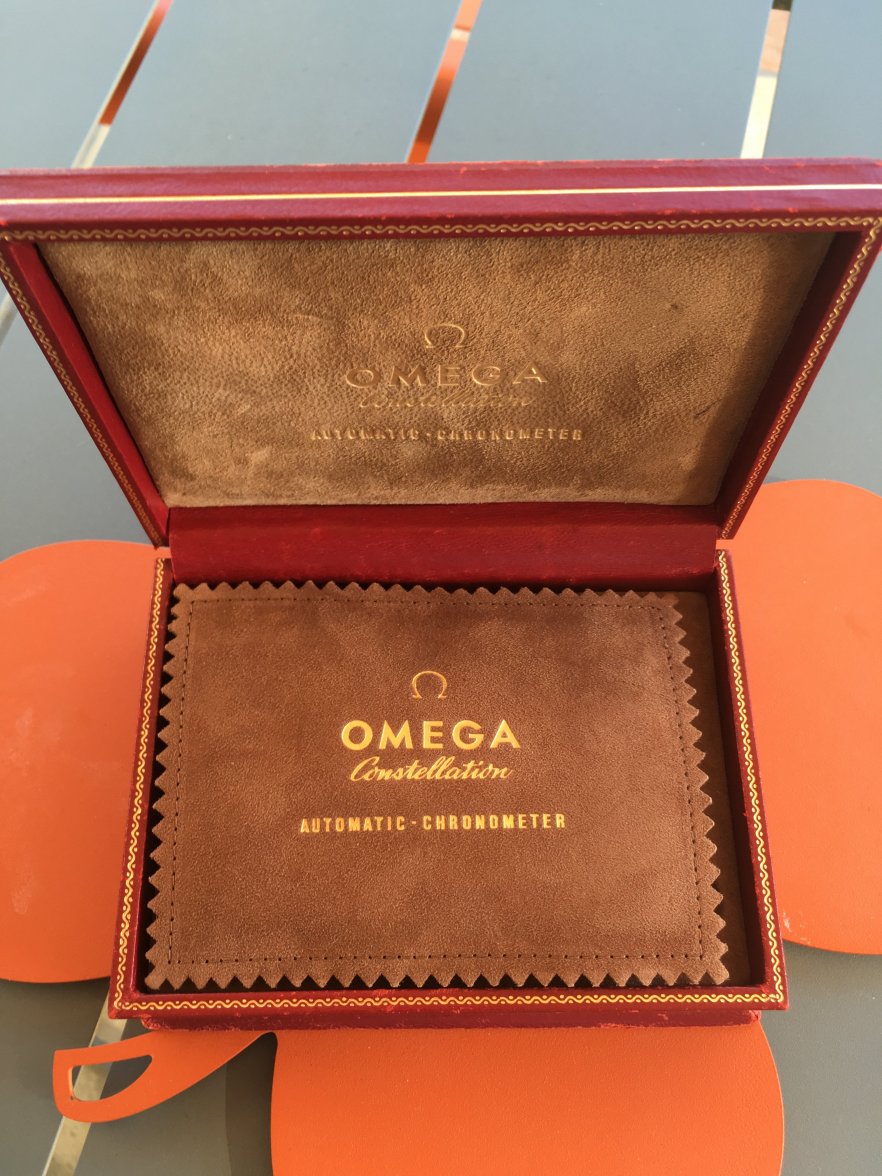 Ω
OMEGA
Constellation
AUTOMATIC-CHRONOMETER
Ω
OMEGA
Constellation
AUTOMATIC-CHRONOMETER